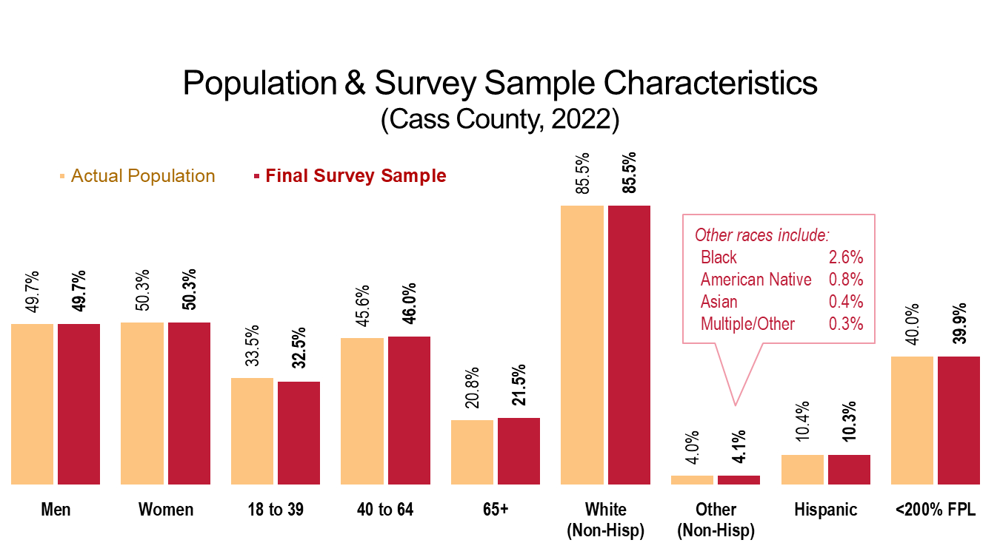 Population & Survey Sample Characteristics
(Cass County, 2022)
Actual Population
Final Survey Sample
49.7%
49.7%
50.3%
50.3%
33.5%
32.5%
45.6%
46.0%
20.8%
21.5%
85.5%
85.5%
4.0%
4.1%
10.4%
10.3%
40.0%
39.9%
Other races include:
Black 2.6%
American Native 0.8%
Asian 0.4%
Multiple/Other 0.3%
Men
Women
18 to 39
40 to 64
65+
White
(Non-Hisp)
Other
(Non-Hisp)
Hispanic
<200% FPL